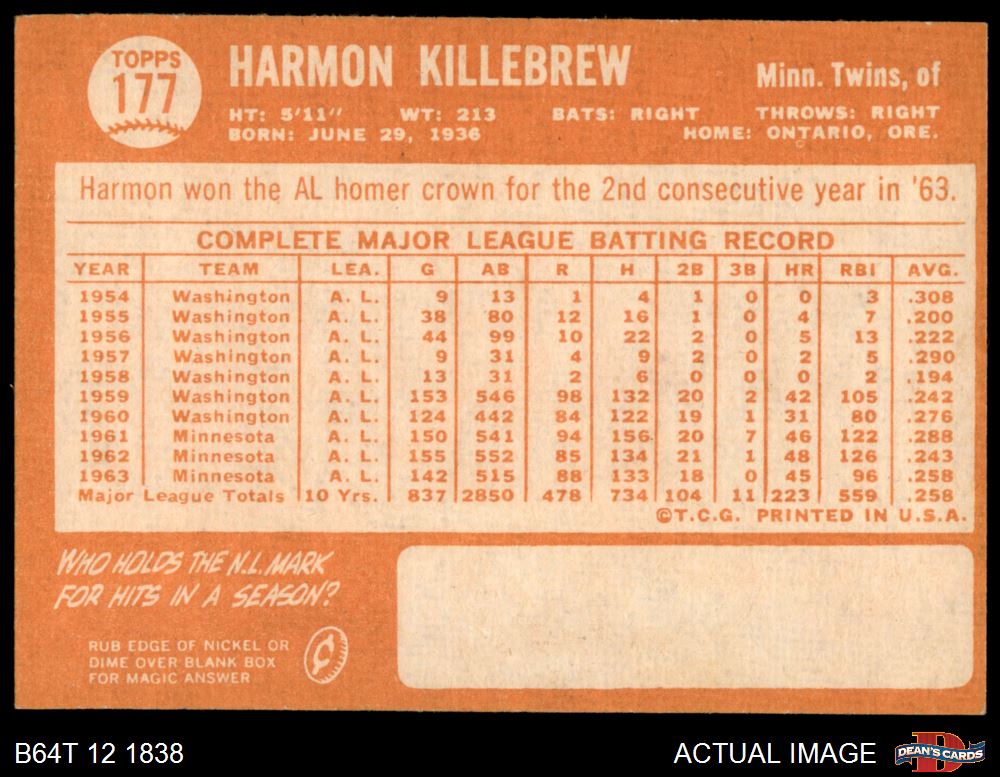 TOPPS
177
HARMON KILLEBREW
Minn. Twins, of
HT: 5'11" WT: 213 BATS: RIGHT THROWS: RIGHT
BORN: JUNE 29, 1936 HOME: ONTARIO, ORE.
Harmon won the AL homer crown for the 2nd consecutive year in '63.
COMPLETE MAJOR LEAGUE BATTING RECORD
YEAR TEAM LEA. G AB R H 2B 3B HR RBI AVG.
1954 Washington A. L. 9 13 1 4 1 0 0 3 .308
1955 Washington A. L. 38 80 12 16 1 0 4 7 .200
1956 Washington A. L. 44 99 10 22 2 0 5 13 .222
1957 Washington A. L. 9 31 4 9 2 0 2 5 .290
1958 Washington A. L. 13 31 2 6 0 0 0 2 .194
1959 Washington A. L. 153 546 98 132 20 2 42 105 .242
1960 Washington A. L. 124 442 84 122 19 1 31 80 .276
1961 Minnesota A. L. 150 541 94 156 20 7 46 122 .288
1962 Minnesota A. L. 155 552 85 134 21 1 48 126 .243
1963 Minnesota A. L. 142 515 88 133 18 0 45 96 .258
Major League Totals 10 Yrs. 837 2850 478 734 104 11 223 559 .258
©T.C.G. PRINTED IN U.S.A.
WHO HOLDS THE N.L. MARK
FOR HITS IN A SEASON?
RUB EDGE OF NICKEL OR
DIME OVER BLANK BOX
FOR MAGIC ANSWER
B64T 12 1838
ACTUAL IMAGE
DEAN'S CARDS